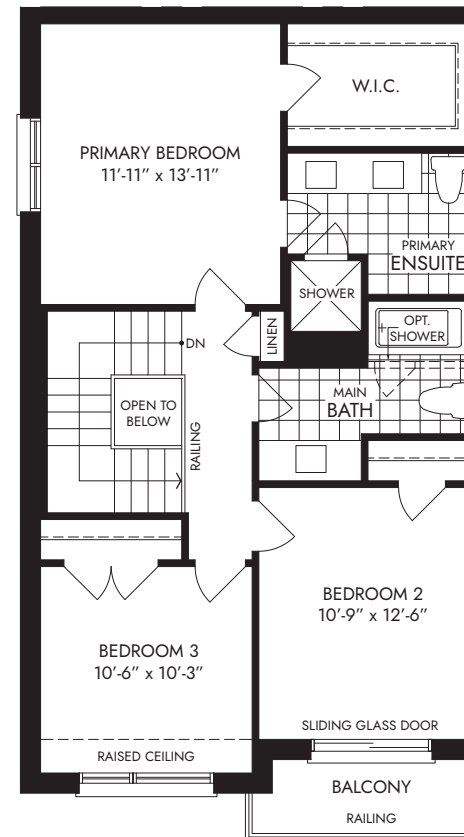 W.I.C.
PRIMARY BEDROOM
11'-11” x 13'-11”
PRIMARY
ENSUITE
SHOWER
LINEN
DN
OPT.
SHOWER
OPEN TO
BELOW
RAILING
MAIN
BATH
BEDROOM 2
10'-9” x 12'-6”
BEDROOM 3
10'-6” x 10'-3”
SLIDING GLASS DOOR
RAISED CEILING
BALCONY
RAILING